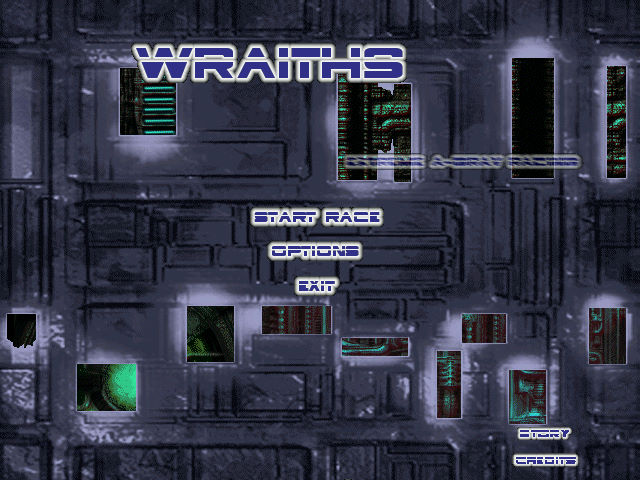 WRAITHS
START RACE
OPTIONS
EXIT
STORY
CREDITS